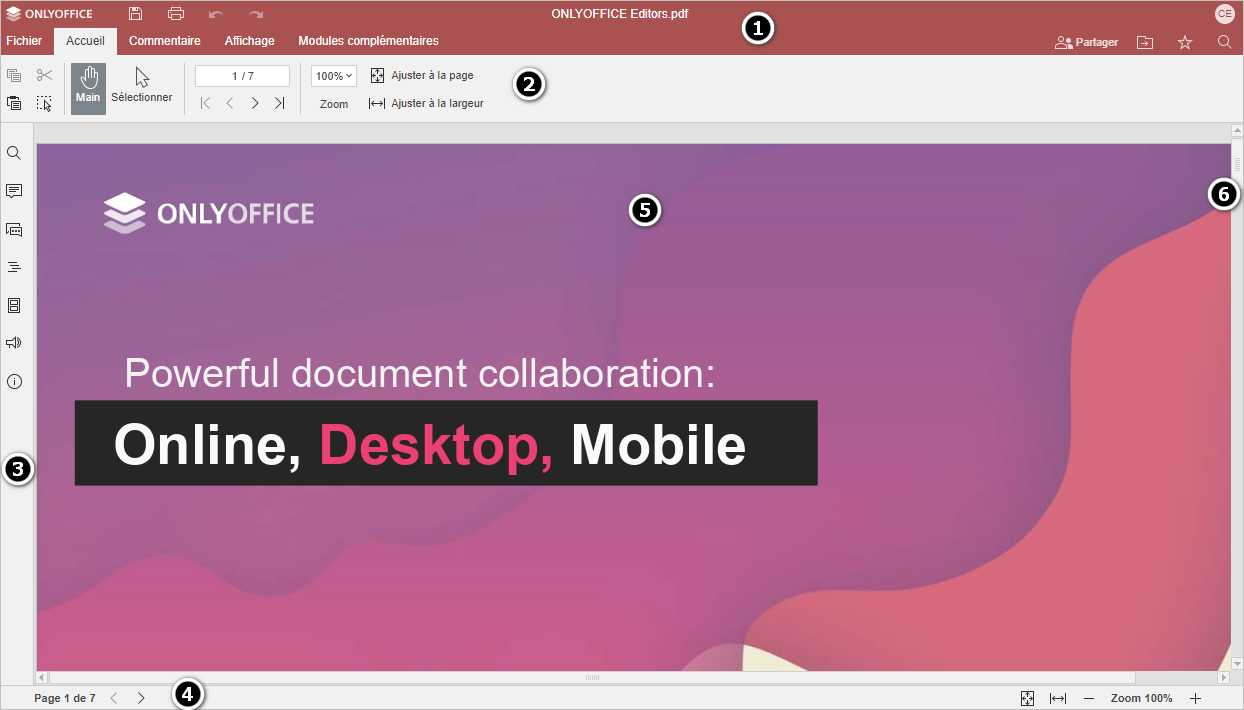 ONLYOFFICE
ONLYOFFICE Editors.pdf
CE
1
Fichier Accueil Commentaire Affichage Modules complémentaires
Partager
Main
Sélectionner
1 / 7
100%
Zoom
Ajuster à la page
Ajuster à la largeur
2
ONLYOFFICE
5
6
Powerful document collaboration:
Online, Desktop, Mobile
3
Page 1 de 7
4
Zoom 100%